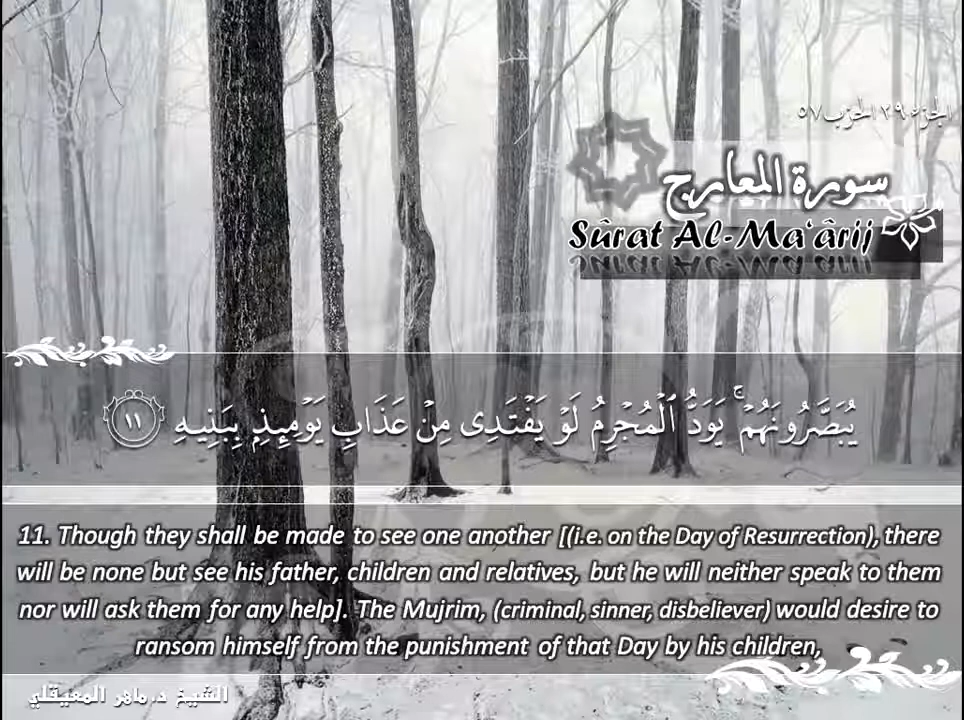 الجزء ٢٩ الحزب ٥٧
سورة المعارج
Sûrat Al-Ma‘ârij
يُبَصَّرُونَهُمْ ۚ يَوَدُّ ٱلْمُجْرِمُ لَوْ يَفْتَدِى مِنْ عَذَابِ يَوْمِئِذٍۭ بِبَنِيهِ ١١
11. Though they shall be made to see one another [(i.e. on the Day of Resurrection), there
will be none but see his father, children and relatives, but he will neither speak to them
nor will ask them for any help]. The Mujrim, (criminal, sinner, disbeliever) would desire to
ransom himself from the punishment of that Day by his children,
الشيخ د. ماهر المعيقلي